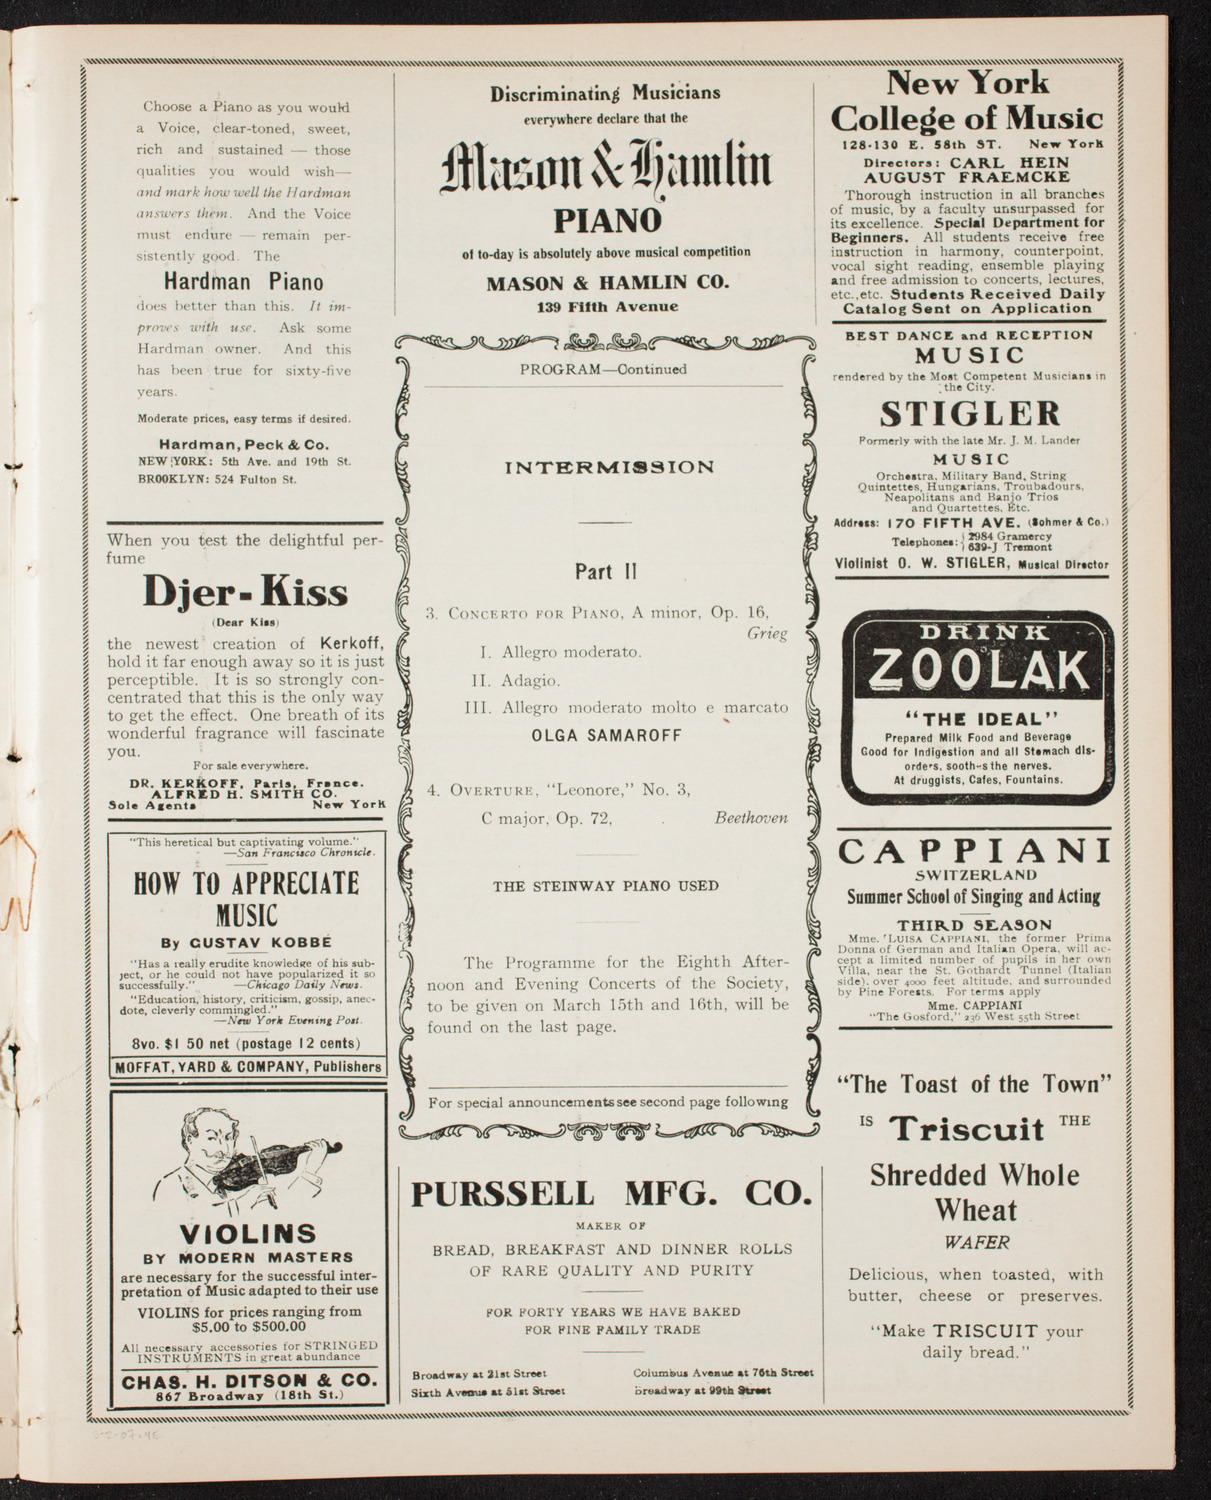 Choose a Piano as you would
a Voice, clear-toned, sweet,
rich and sustained — those
qualities you would wish—
and mark how well the Hardman
answers them. And the Voice
must endure — remain per-
sistently good. The
Hardman Piano
does better than this. It im-
proves with use. Ask some
Hardman owner. And this
has been true for sixty-five
years.
Moderate prices, easy terms if desired.
Hardman, Peck & Co.
NEW YORK: 5th Ave. and 19th St.
BROOKLYN: 524 Fulton St.
When you test the delightful per-
fume
Djer-Kiss
(Dear Kiss)
the newest creation of Kerkoff,
hold it far enough away so it is just
perceptible. It is so strongly con-
centrated that this is the only way
to get the effect. One breath of its
wonderful fragrance will fascinate
you.
For sale everywhere.
DR. KERKOFF, Paris, France.
ALFRED H. SMITH CO.
Sole Agents New York
"This heretical but captivating volume."
—San Francisco Chronicle.
HOW TO APPRECIATE
MUSIC
By GUSTAV KOBBÉ
"Has a really erudite knowledge of his sub-
ject, or he could not have popularized it so
successfully." —Chicago Daily News.
"Education, history, criticism, gossip, anec-
dote, cleverly commingled."
—New York Evening Post.
8vo. $1 50 net (postage 12 cents)
MOFFAT, YARD & COMPANY, Publishers
VIOLINS
BY MODERN MASTERS
are necessary for the successful inter-
pretation of Music adapted to their use
VIOLINS for prices ranging from
$5.00 to $500.00
All necessary accessories for STRINGED
INSTRUMENTS in great abundance
CHAS. H. DITSON & CO.
867 Broadway (18th St.)
Discriminating Musicians
everywhere declare that the
Mason & Hamlin
PIANO
of to-day is absolutely above musical competition
MASON & HAMLIN CO.
139 Fifth Avenue
PROGRAM—Continued
INTERMISSION
Part II
3. CONCERTO FOR PIANO, A minor, Op. 16,
Grieg
I. Allegro moderato.
II. Adagio.
III. Allegro moderato molto e marcato
OLGA SAMAROFF
4. OVERTURE, "Leonore," No. 3,
C major, Op. 72, . Beethoven
THE STEINWAY PIANO USED
The Programme for the Eighth After-
noon and Evening Concerts of the Society,
to be given on March 15th and 16th, will be
found on the last page.
For special announcements see second page following
PURSSELL MFG. CO.
MAKER OF
BREAD, BREAKFAST AND DINNER ROLLS
OF RARE QUALITY AND PURITY
FOR FORTY YEARS WE HAVE BAKED
FOR FINE FAMILY TRADE
Broadway at 21st Street Columbus Avenue at 76th Street
Sixth Avenue at 51st Street Broadway at 99th Street
New York
College of Music
128-130 E. 58th ST. New York
Directors: CARL HEIN
AUGUST FRAEMCKE
Thorough instruction in all branches
of music, by a faculty unsurpassed for
its excellence. Special Department for
Beginners. All students receive free
instruction in harmony, counterpoint,
vocal sight reading, ensemble playing
and free admission to concerts, lectures,
etc., etc. Students Received Daily
Catalog Sent on Application
BEST DANCE and RECEPTION
MUSIC
rendered by the Most Competent Musicians in
the City.
STIGLER
Formerly with the late Mr. J. M. Lander
MUSIC
Orchestra, Military Band, String
Quintettes, Hungarians, Troubadours,
Neapolitans and Banjo Trios
and Quartettes, Etc.
Address: 170 FIFTH AVE. (Sohmer & Co.)
Telephones: { 2984 Gramercy
639-J Tremont
Violinist O. W. STIGLER, Musical Director
DRINK
ZOOLAK
"THE IDEAL"
Prepared Milk Food and Beverage
Good for Indigestion and all Stomach dis-
orders, sooth-s the nerves.
At druggists, Cafes, Fountains.
CAPPIANI
SWITZERLAND
Summer School of Singing and Acting
THIRD SEASON
Mme. LUISA CAPPIANI, the former Prima
Donna of German and Italian Opera, will ac-
cept a limited number of pupils in her own
Villa, near the St. Gothardt Tunnel (Italian
side), over 4000 feet altitude, and surrounded
by Pine Forests. For terms apply
Mme. CAPPIANI
"The Gosford," 236 West 55th Street
"The Toast of the Town"
IS Triscuit THE
Shredded Whole
Wheat
WAFER
Delicious, when toasted, with
butter, cheese or preserves.
"Make TRISCUIT your
daily bread."
3-2-07.4E